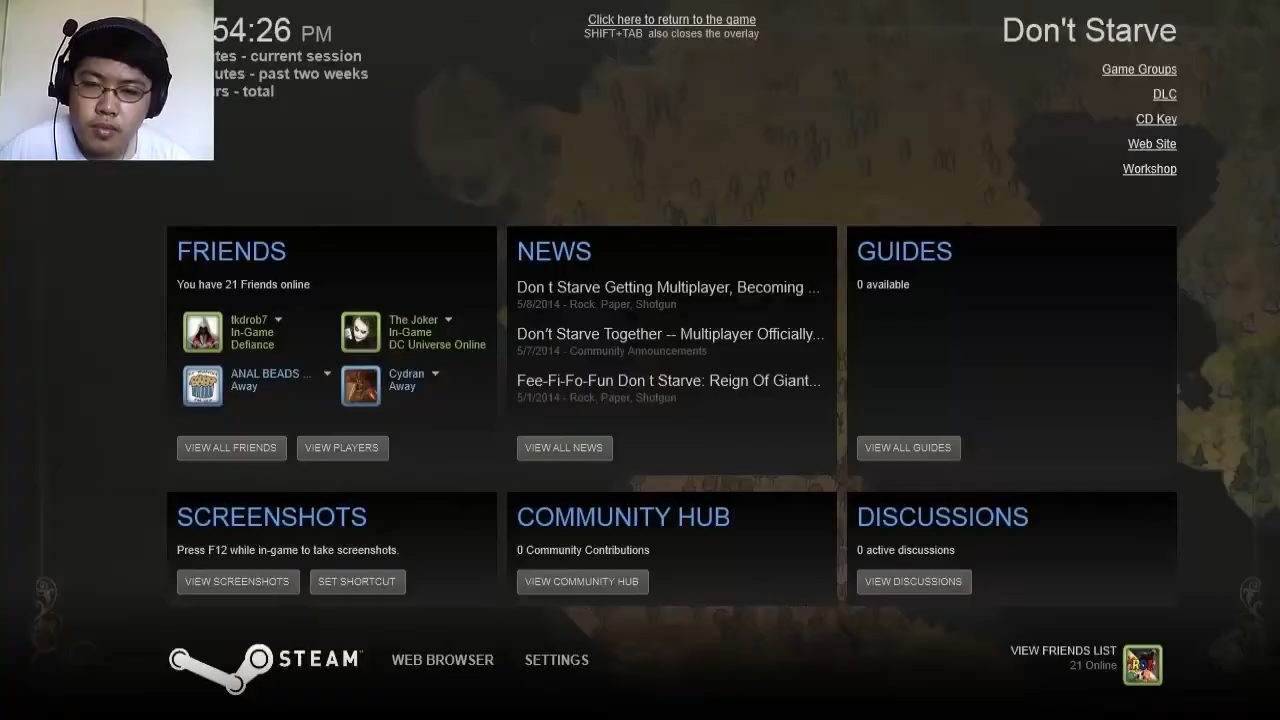 54:26 PM
tes - current session
utes - past two weeks
rs - total
Click here to return to the game
SHIFT+TAB also closes the overlay
Don't Starve
Game Groups
DLC
CD Key
Web Site
Workshop
FRIENDS
You have 21 Friends online
tkdrob7
In-Game
Defiance
The Joker
In-Game
DC Universe Online
ANAL BEADS ...
Away
Cydran
Away
VIEW ALL FRIENDS
VIEW PLAYERS
NEWS
Don t Starve Getting Multiplayer, Becoming ...
5/8/2014 - Rock, Paper, Shotgun
Don't Starve Together -- Multiplayer Officially...
5/7/2014 - Community Announcements
Fee-Fi-Fo-Fun Don t Starve: Reign Of Giant...
5/1/2014 - Rock, Paper, Shotgun
VIEW ALL NEWS
GUIDES
0 available
VIEW ALL GUIDES
SCREENSHOTS
Press F12 while in-game to take screenshots.
VIEW SCREENSHOTS
SET SHORTCUT
COMMUNITY HUB
0 Community Contributions
VIEW COMMUNITY HUB
DISCUSSIONS
0 active discussions
VIEW DISCUSSIONS
STEAM
WEB BROWSER
SETTINGS
VIEW FRIENDS LIST
21 Online